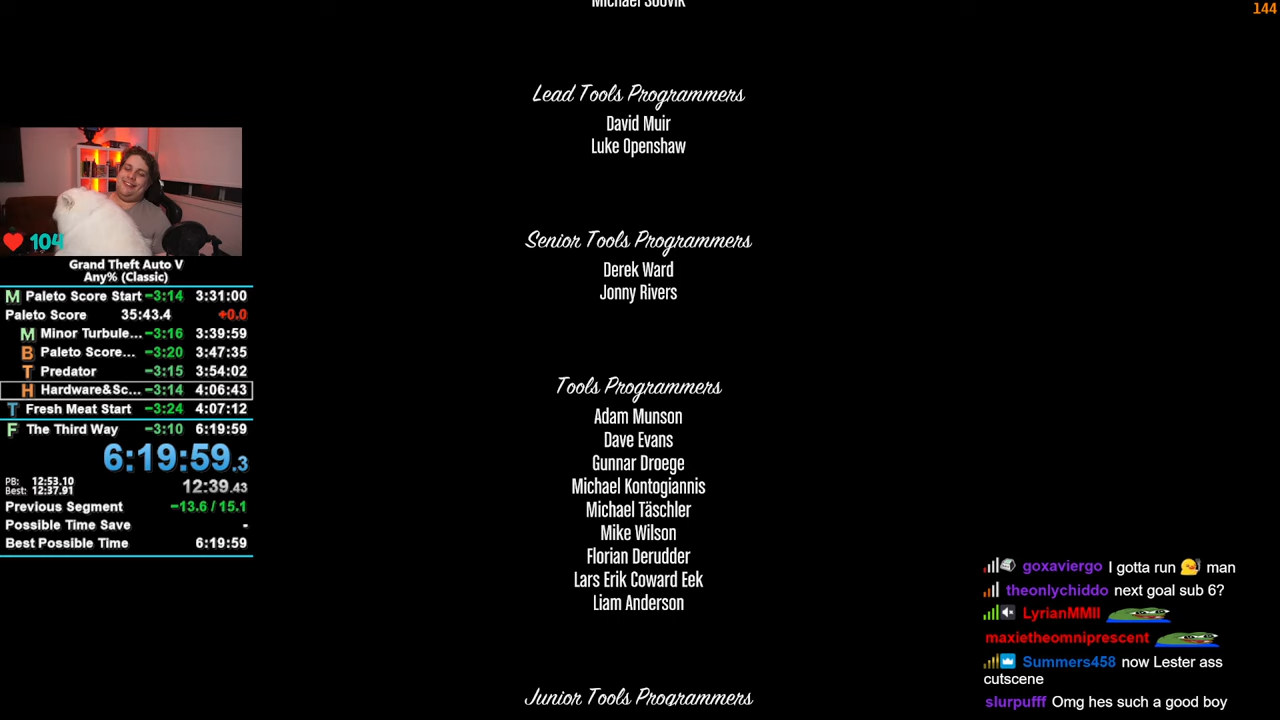 144
Lead Tools Programmers
David Muir
Luke Openshaw
Senior Tools Programmers
Derek Ward
Jonny Rivers
Tools Programmers
Adam Munson
Dave Evans
Gunnar Droege
Michael Kontogiannis
Michael Täschler
Mike Wilson
Florian Derudder
Lars Erik Coward Eek
Liam Anderson
Junior Tools Programmers
104
Grand Theft Auto V
Any% (Classic)
M Paleto Score Start −3:14 3:31:00
Paleto Score 35:43.4 +0.0
M Minor Turbule... −3:16 3:39:59
B Paleto Score... −3:20 3:47:35
T Predator −3:15 3:54:02
H Hardware&Sc... −3:14 4:06:43
T Fresh Meat Start −3:24 4:07:12
F The Third Way −3:10 6:19:59
6:19:59.3
PB: 12:53.10
Best: 12:37.91
12:39.43
Previous Segment −13.6 / 15.1
Possible Time Save -
Best Possible Time 6:19:59
goxaviergo I gotta run man
theonlychiddo next goal sub 6?
LyrianMMII
maxietheomniprescent
Summers458 now Lester ass
cutscene
slurpufff Omg hes such a good boy